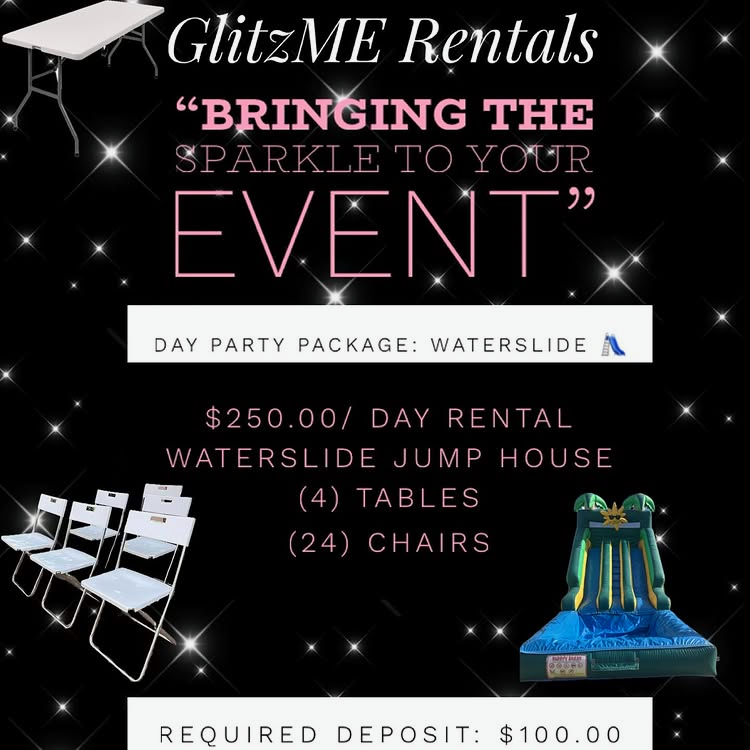 GlitzME Rentals
“BRINGING THE
SPARKLE TO YOUR
EVENT”
DAY PARTY PACKAGE: WATERSLIDE
$250.00/ DAY RENTAL
WATERSLIDE JUMP HOUSE
(4) TABLES
(24) CHAIRS
REQUIRED DEPOSIT: $100.00